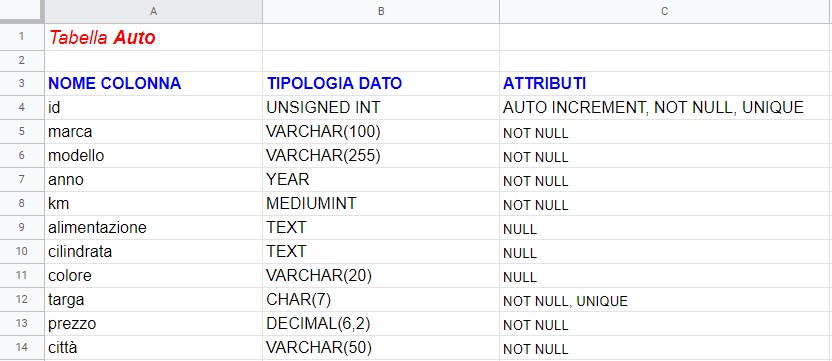 A B C
1 Tabella Auto
2
3 NOME COLONNA TIPOLOGIA DATO ATTRIBUTI
4 id UNSIGNED INT AUTO INCREMENT, NOT NULL, UNIQUE
5 marca VARCHAR(100) NOT NULL
6 modello VARCHAR(255) NOT NULL
7 anno YEAR NOT NULL
8 km MEDIUMINT NOT NULL
9 alimentazione TEXT NULL
10 cilindrata TEXT NULL
11 colore VARCHAR(20) NULL
12 targa CHAR(7) NOT NULL, UNIQUE
13 prezzo DECIMAL(6,2) NOT NULL
14 città VARCHAR(50) NOT NULL